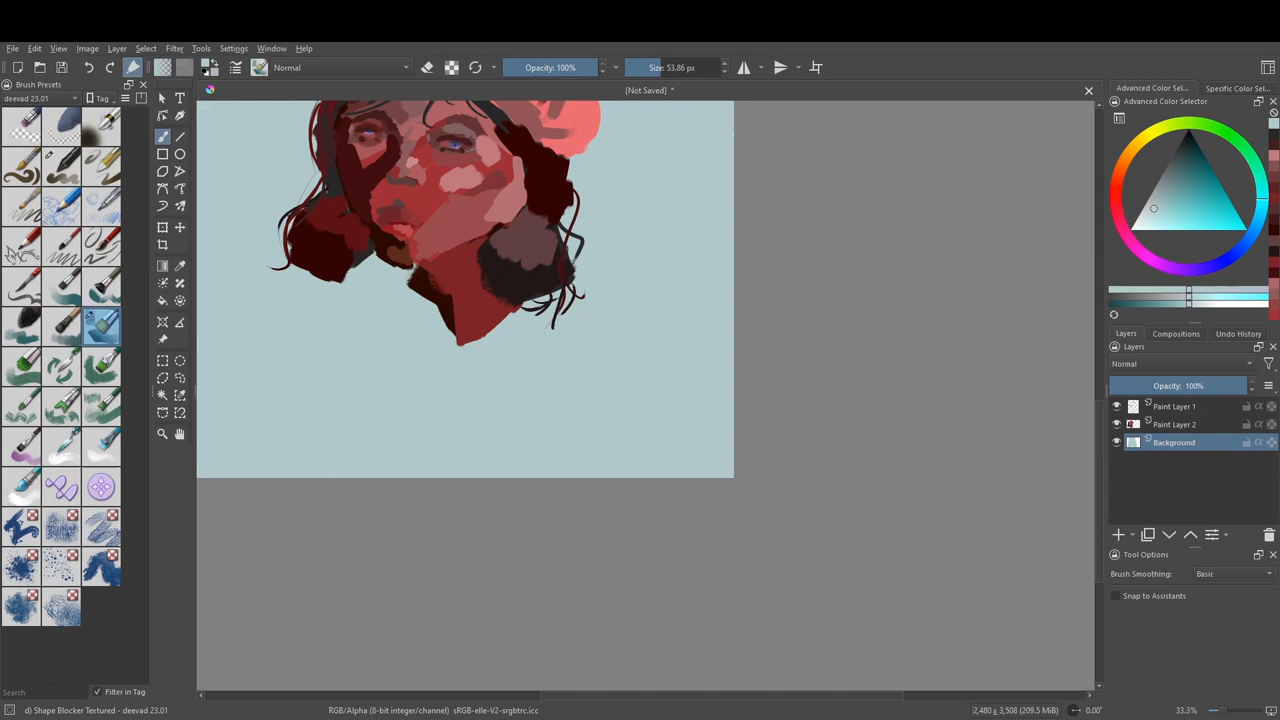 File Edit View Image Layer Select Filter Tools Settings Window Help
Normal Opacity: 100% Size: 53.86 px
Brush Presets
deevad 23.01 Tag
[Not Saved] *
Advanced Color Sel... Specific Color Sel...
Advanced Color Selector
Layers Compositions Undo History
Layers
Normal
Opacity: 100%
Paint Layer 1
Paint Layer 2
Background
Tool Options
Brush Smoothing: Basic
Snap to Assistants
Search Filter in Tag
d) Shape Blocker Textured - deevad 23.01 RGB/Alpha (8-bit integer/channel) sRGB-elle-V2-srgbtrc.icc 2,480 x 3,508 (209.5 MiB) 0.00° 33.3%